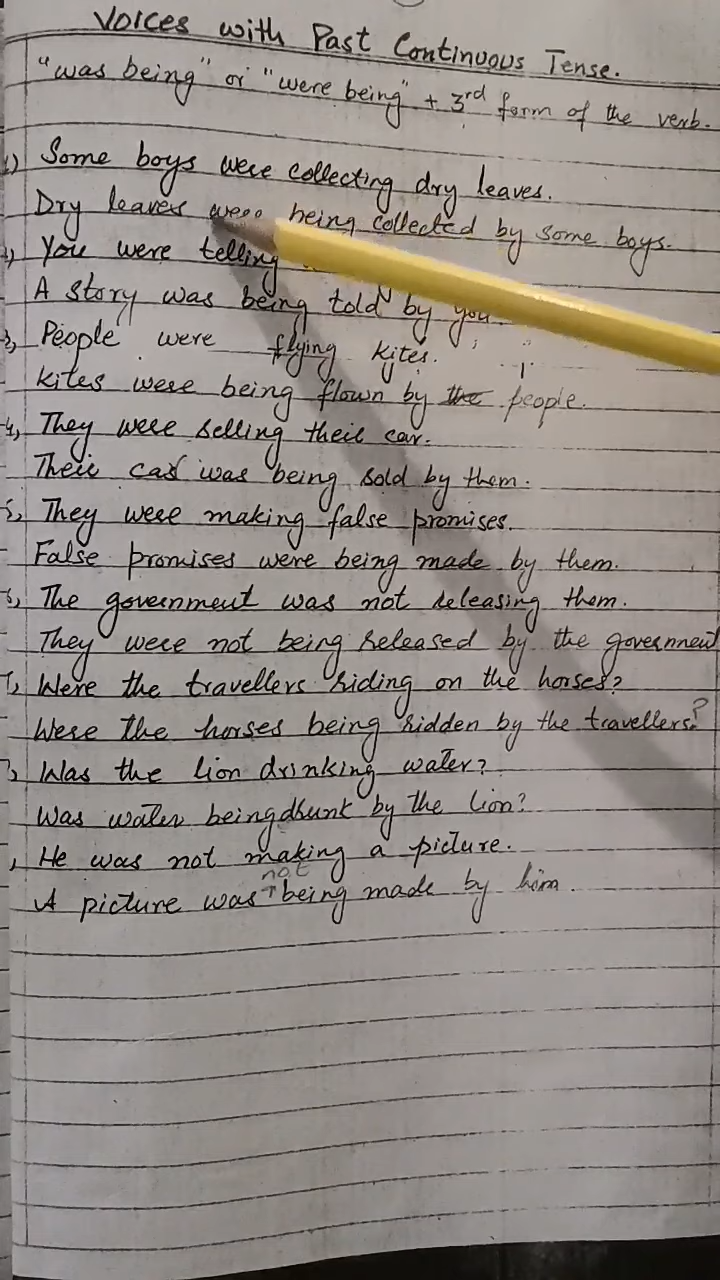 Voices with Past Continuous Tense.
"was being" or "were being" + 3rd form of the verb.
1) Some boys were collecting dry leaves.
Dry leaves were being collected by some boys.
You were telling
A story was being told by you.
3, People were flying kites.
Kites were being flown by the people.
4, They were selling their car.
Their car was being sold by them.
5, They were making false promises.
False promises were being made by them.
6, The government was not releasing them.
They were not being released by the government
7, Were the travellers riding on the horses?
Were the horses being ridden by the travellers?
Was the lion drinking water?
Was water being drunk by the lion?
He was not making a picture.
A picture was not being made by him.